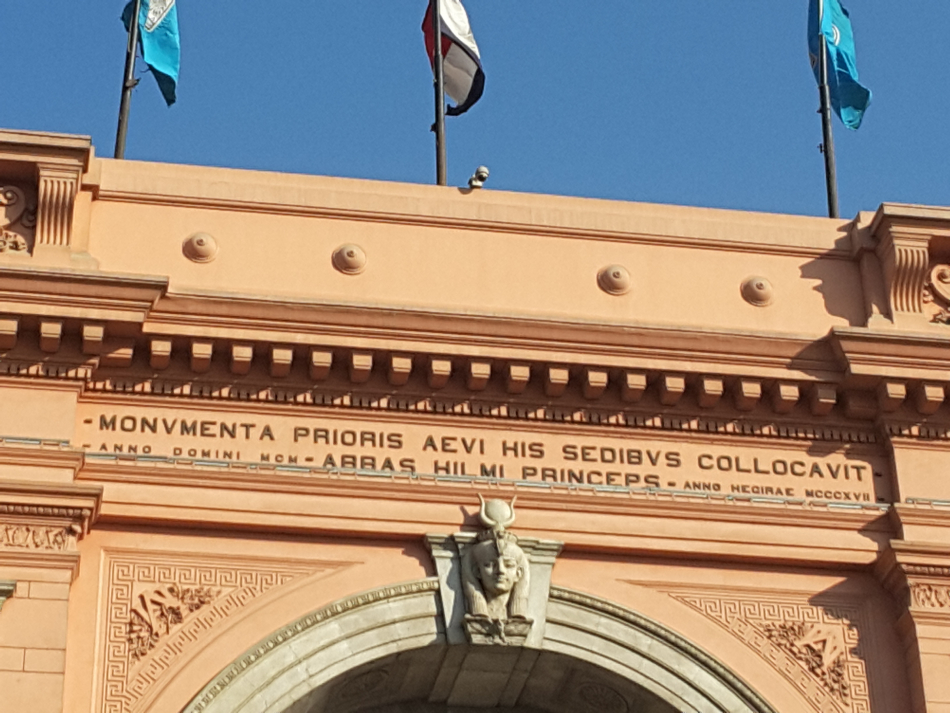 -MONVMENTA PRIORIS AEVI HIS SEDIBVS COLLOCAVIT-
-ANNO DOMINI MCM-ABBAS HILMI PRINCEPS-ANNO HEGIRAE MCCCXVII-